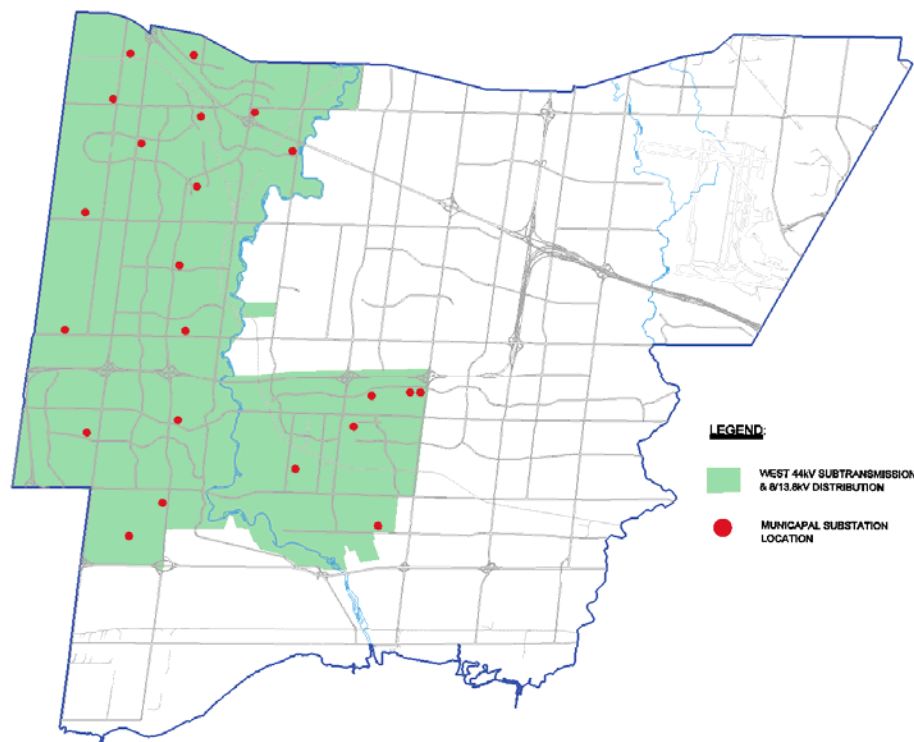 LEGEND:
WEST 44kV SUBTRANSMISSION
& 8/13.8kV DISTRIBUTION
MUNICAPAL SUBSTATION
LOCATION